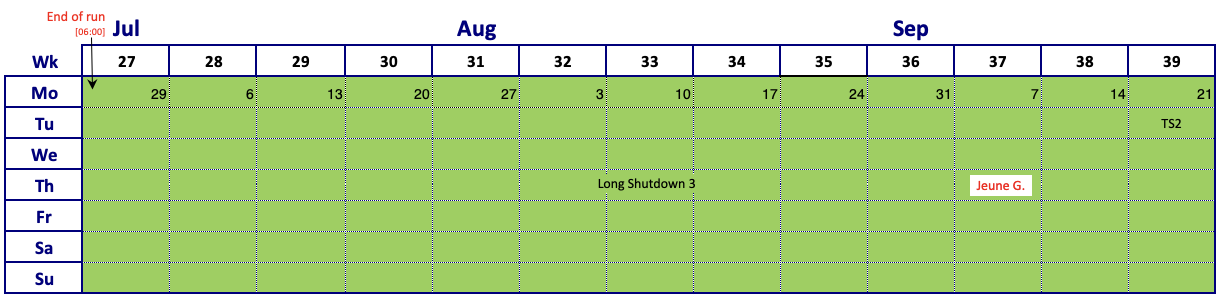 End of run
[06:00]
Jul Aug Sep
Wk 27 28 29 30 31 32 33 34 35 36 37 38 39
Mo 29 6 13 20 27 3 10 17 24 31 7 14 21
Tu TS2
We
Th Long Shutdown 3 Jeune G.
Fr
Sa
Su